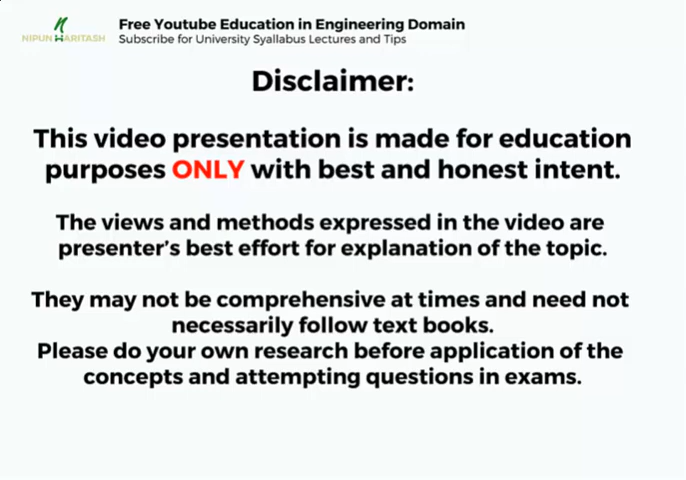 Free Youtube Education in Engineering Domain
NIPUN HARITASH
Subscribe for University Syallabus Lectures and Tips
Disclaimer:
This video presentation is made for education
purposes ONLY with best and honest intent.
The views and methods expressed in the video are
presenter's best effort for explanation of the topic.
They may not be comprehensive at times and need not
necessarily follow text books.
Please do your own research before application of the
concepts and attempting questions in exams.